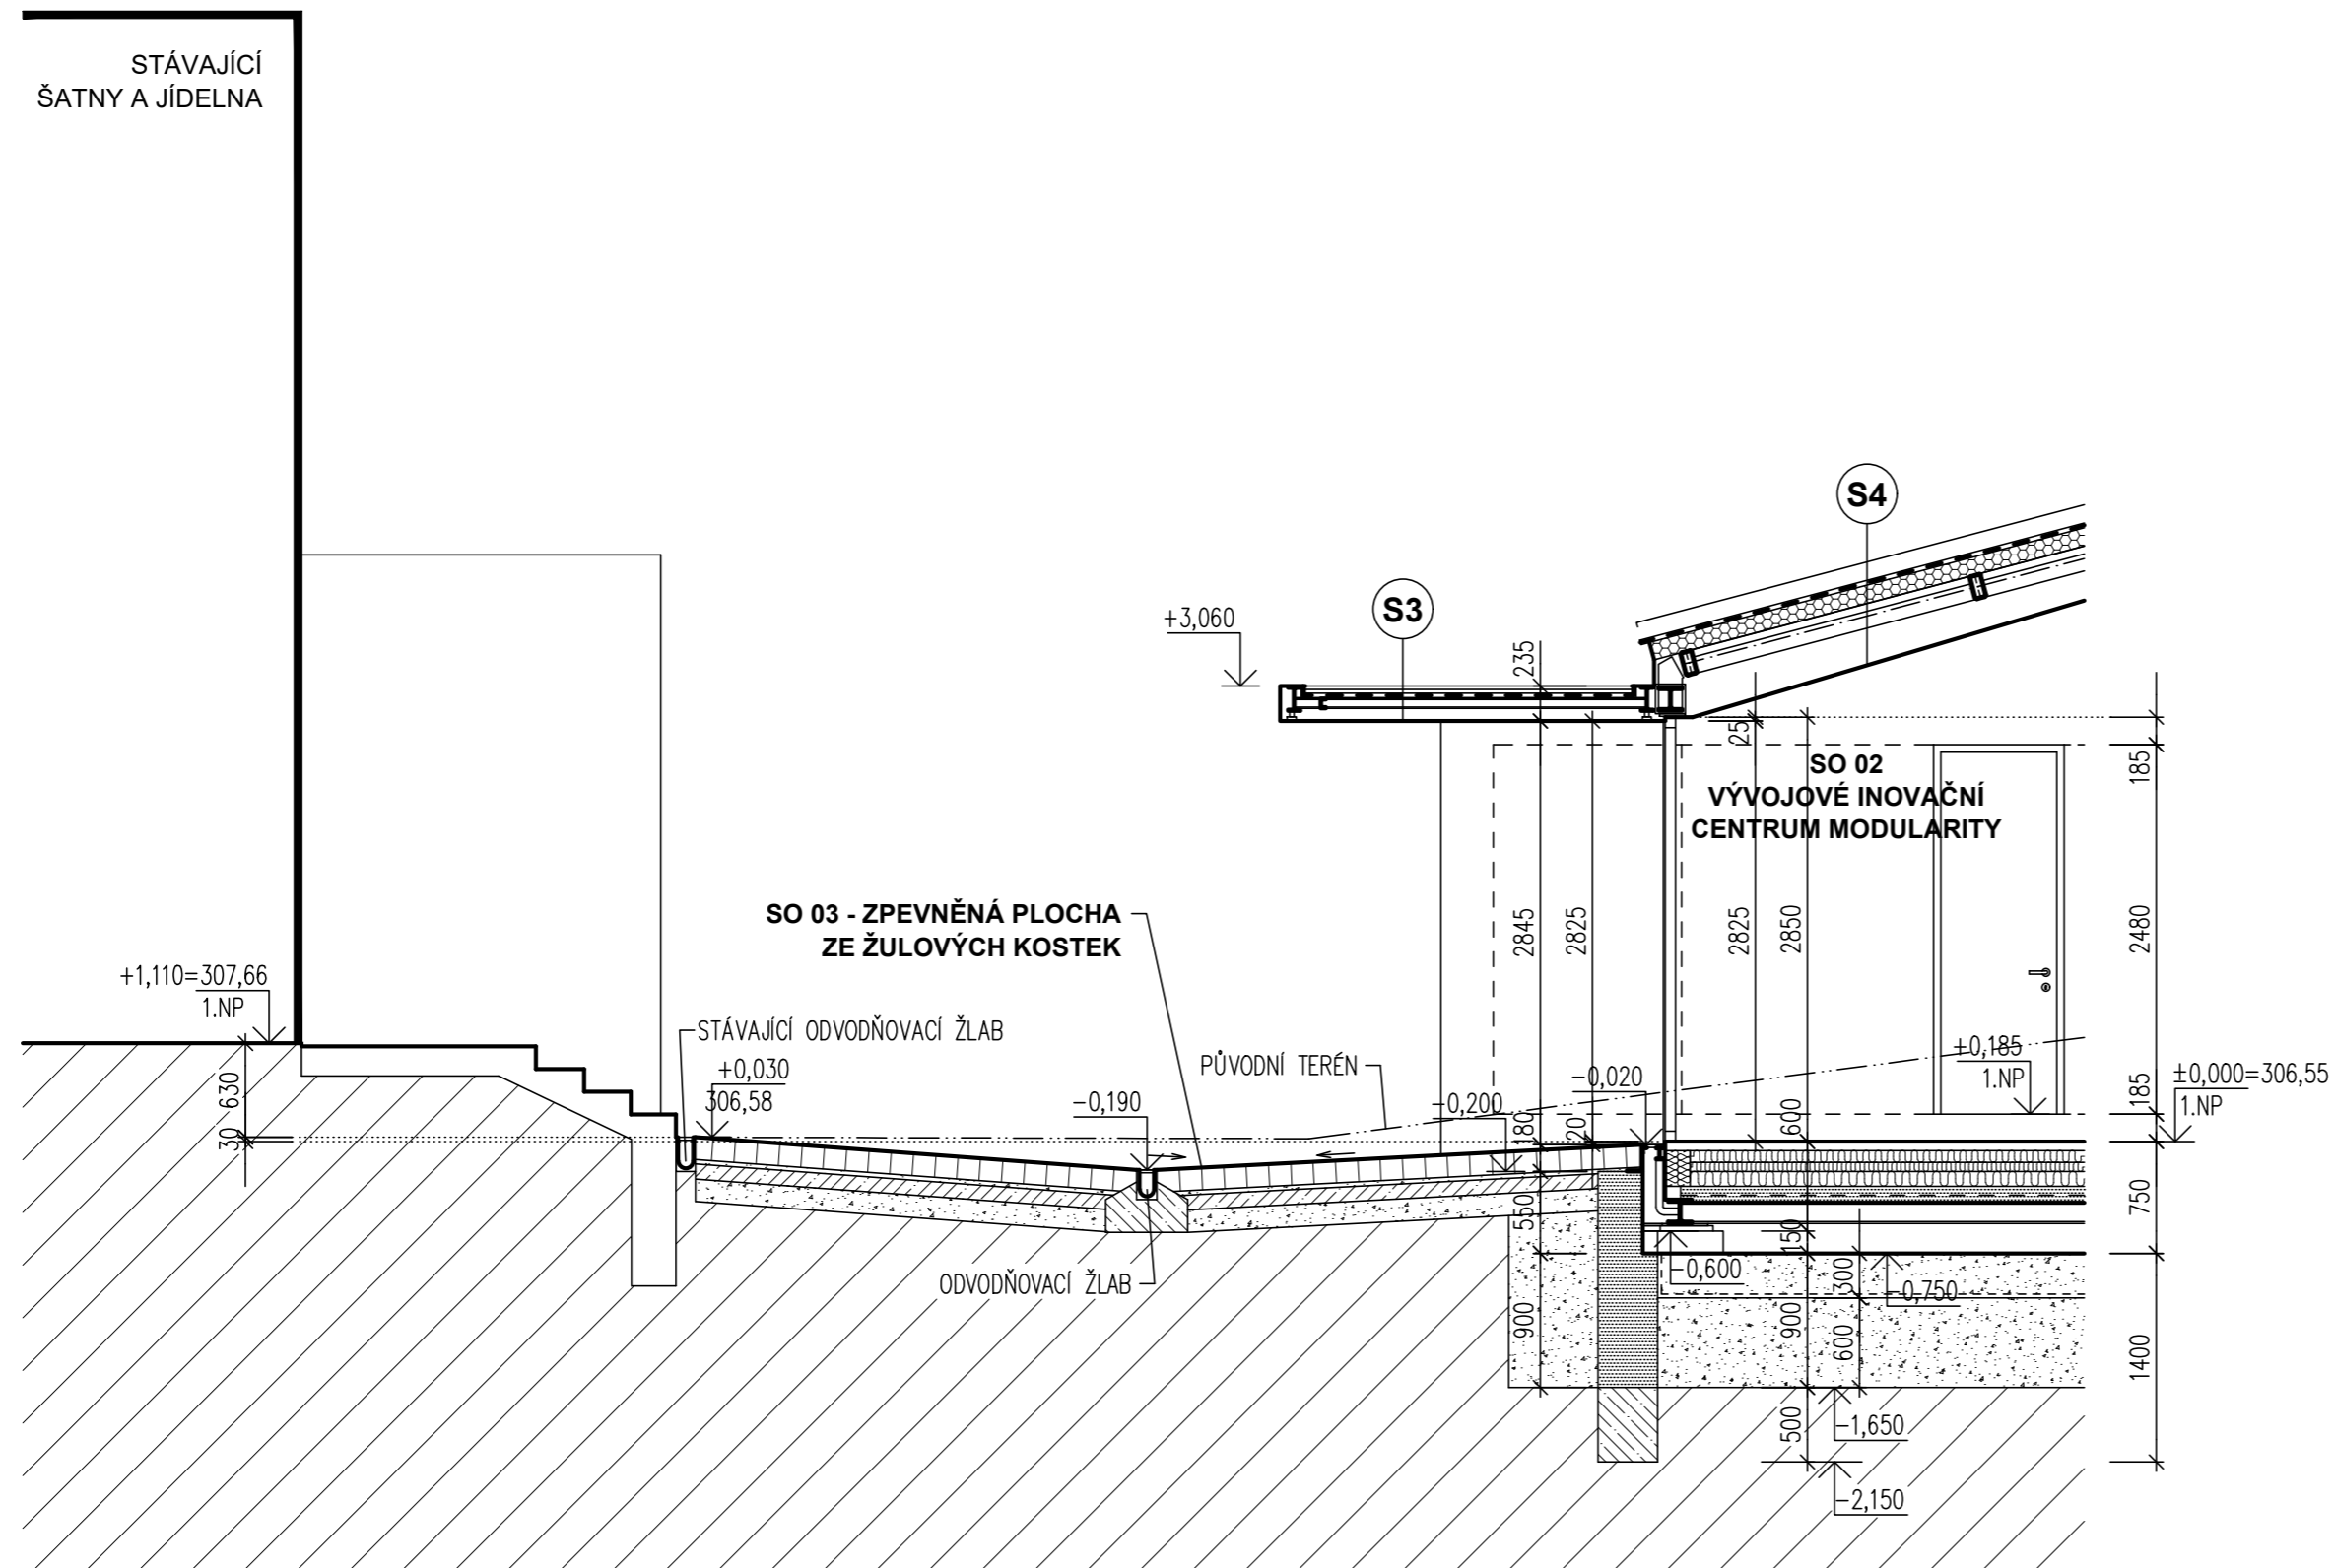 STÁVAJÍCÍ
ŠATNY A JÍDELNA
S4
S3
+3,060
235
25
185
SO 02
VÝVOJOVÉ INOVAČNÍ
CENTRUM MODULARITY
SO 03 - ZPEVNĚNÁ PLOCHA
ZE ŽULOVÝCH KOSTEK
2845
2825
2825
2850
2480
+1,110=307,66
1.NP
STÁVAJÍCÍ ODVODŇOVACÍ ŽLAB
PŮVODNÍ TERÉN
+0,030
306,58
-0,190
-0,200
-0,020
+0,185
1.NP
±0,000=306,55
1.NP
630
30
180
20
600
185
550
150
750
ODVODŇOVACÍ ŽLAB
-0,600
300
-0,750
900
900
600
1400
500
-1,650
-2,150